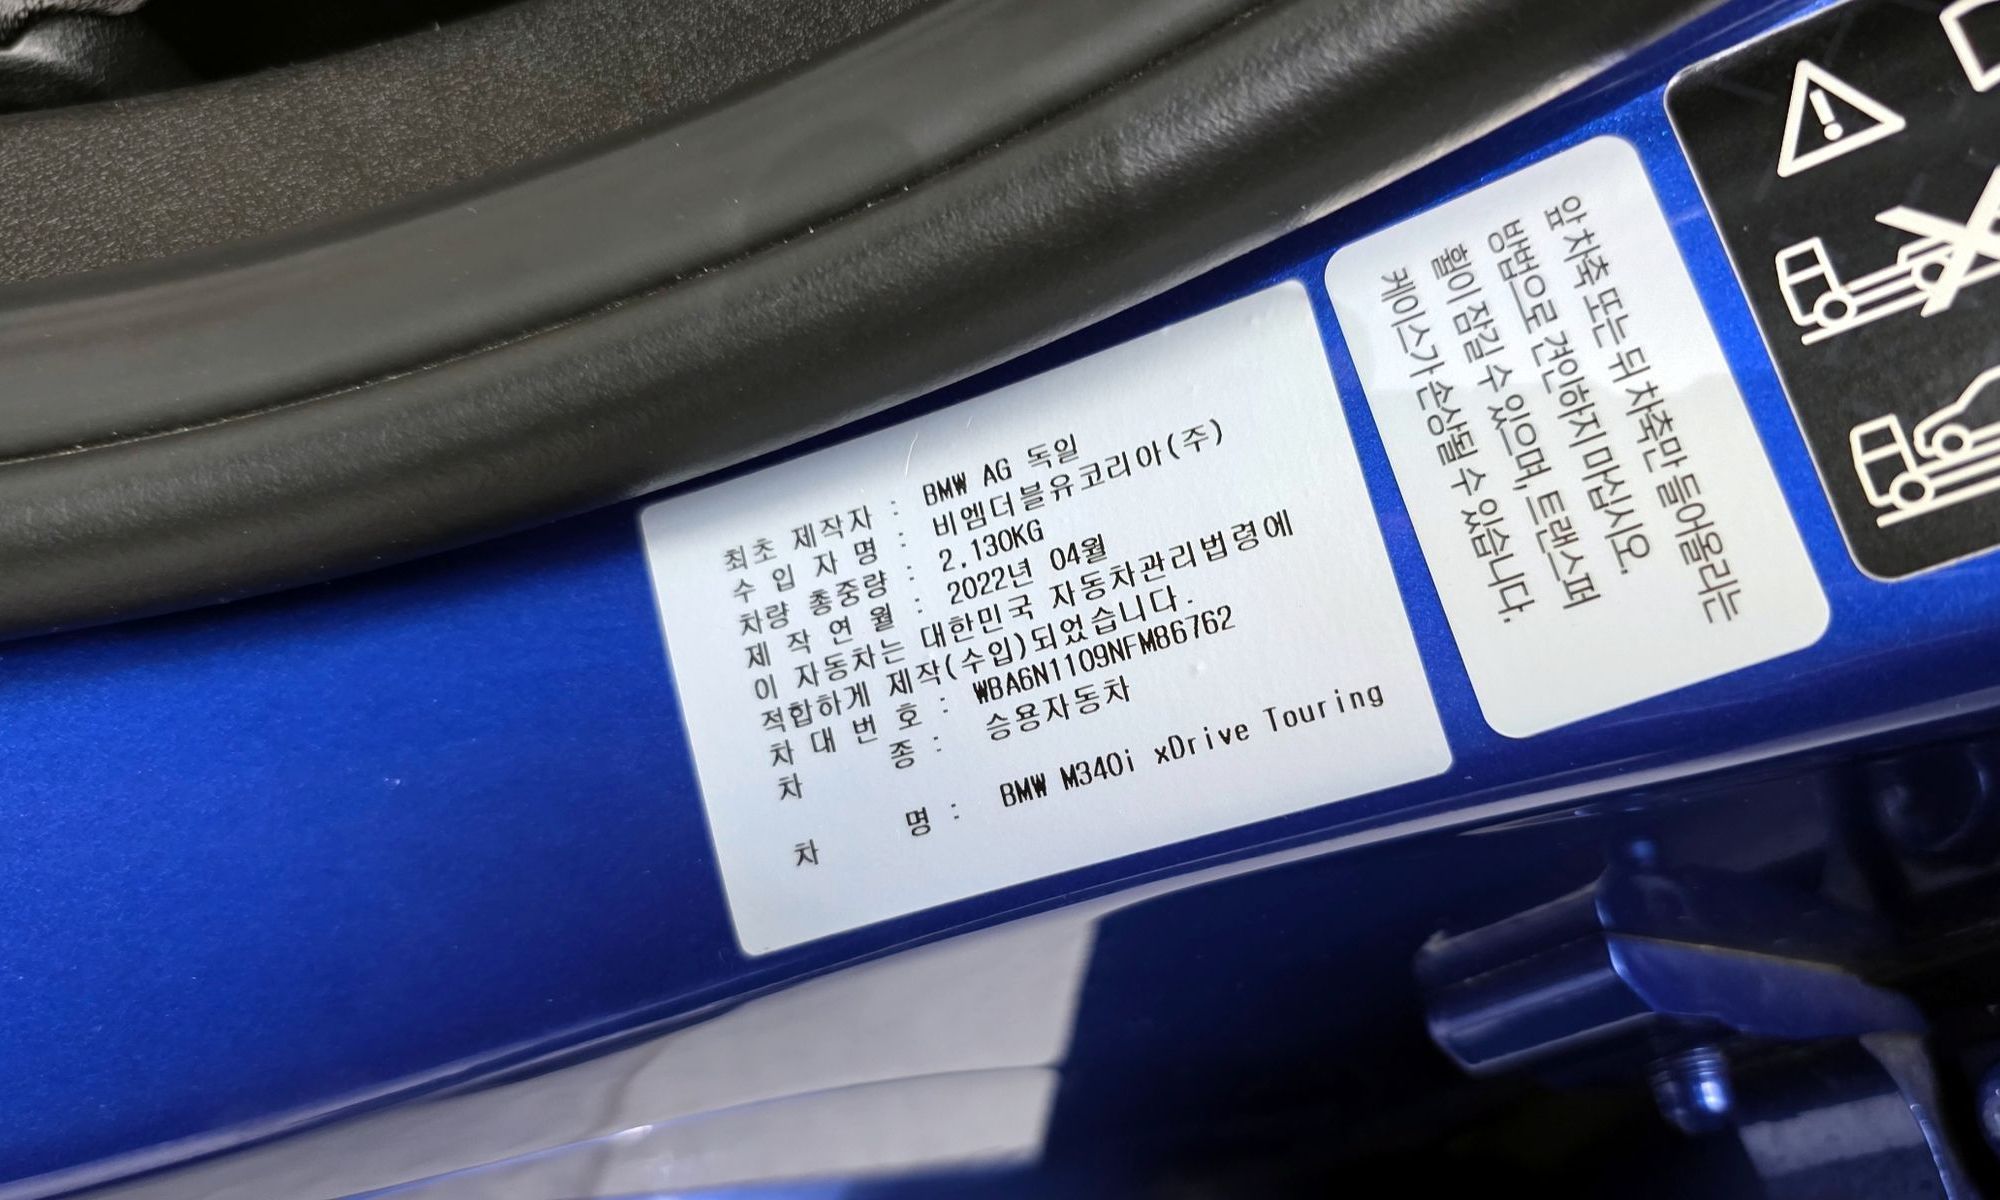 최초 제작자 : BMW AG 독일
수 입 자 명 : 비엠더블유코리아(주)
차량 총중량 : 2.130KG
제 작 연 월 : 2022년 04월
이 자동차는 대한민국 자동차관리법령에
적합하게 제작(수입)되었습니다.
차 대 번 호 : WBA6N1109NFM86762
차 종 : 승용자동차
차 명 : BMW M340i xDrive Touring
앞 차축 또는 뒤 차축만 들어올리는
방법으로 견인하지 마십시오.
휠이 잠길 수 있으며, 트랜스퍼
케이스가 손상될 수 있습니다.